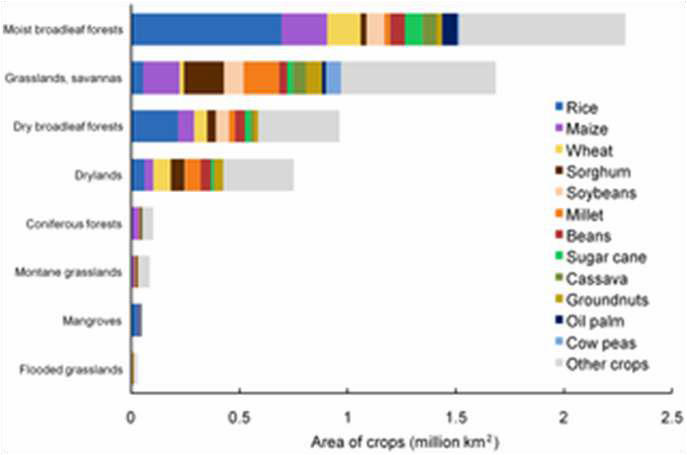 Moist broadleaf forests
Grasslands, savannas
Dry broadleaf forests
Drylands
Coniferous forests
Montane grasslands
Mangroves
Flooded grasslands
Rice
Maize
Wheat
Sorghum
Soybeans
Millet
Beans
Sugar cane
Cassava
Groundnuts
Oil palm
Cow peas
Other crops
0 0.5 1 1.5 2 2.5
Area of crops (million km²)